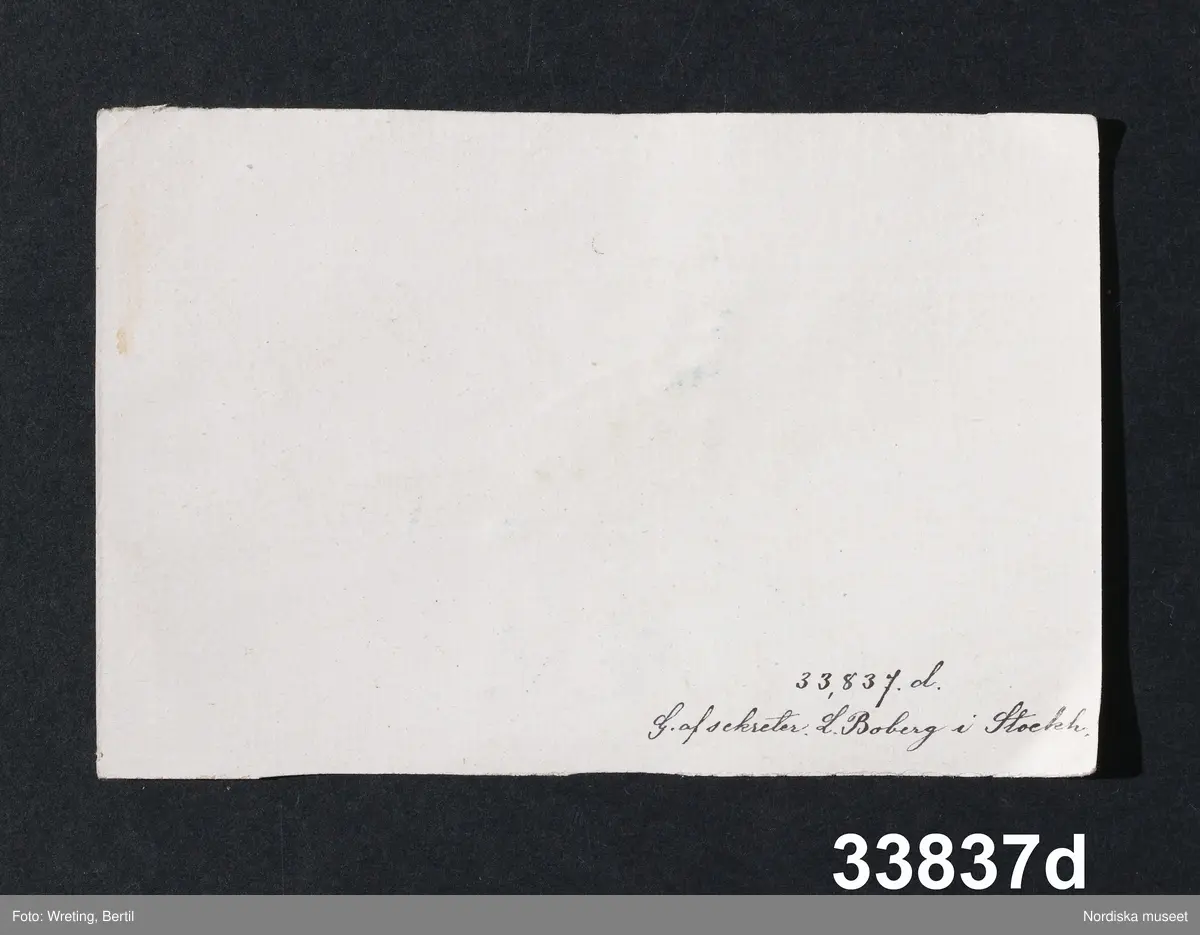 33,837.d.
G. af sekreter. L. Boberg i Stockh.
33837d
Foto: Wreting, Bertil
Nordiska museet